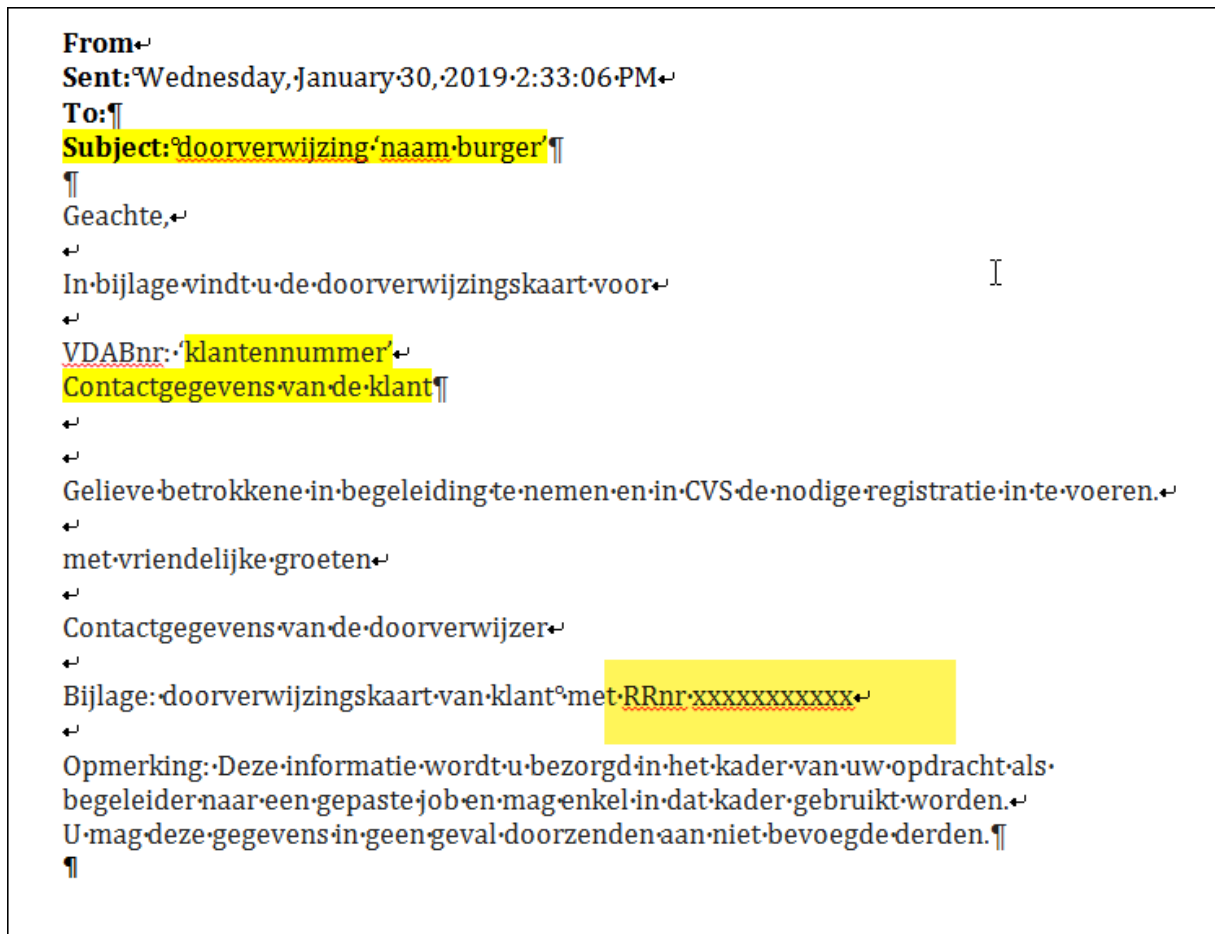 From
Sent: Wednesday, January 30, 2019 2:33:06 PM
To:
Subject: doorverwijzing ‘naam burger’
Geachte,
In bijlage vindt u de doorverwijzingskaart voor
VDABnr: ‘klantennummer’
Contactgegevens van de klant
Gelieve betrokkene in begeleiding te nemen en in CVS de nodige registratie in te voeren.
met vriendelijke groeten
Contactgegevens van de doorverwijzer
Bijlage: doorverwijzingskaart van klant met RRnr xxxxxxxxxxx
Opmerking: Deze informatie wordt u bezorgd in het kader van uw opdracht als
begeleider naar een gepaste job en mag enkel in dat kader gebruikt worden.
U mag deze gegevens in geen geval doorzenden aan niet bevoegde derden.